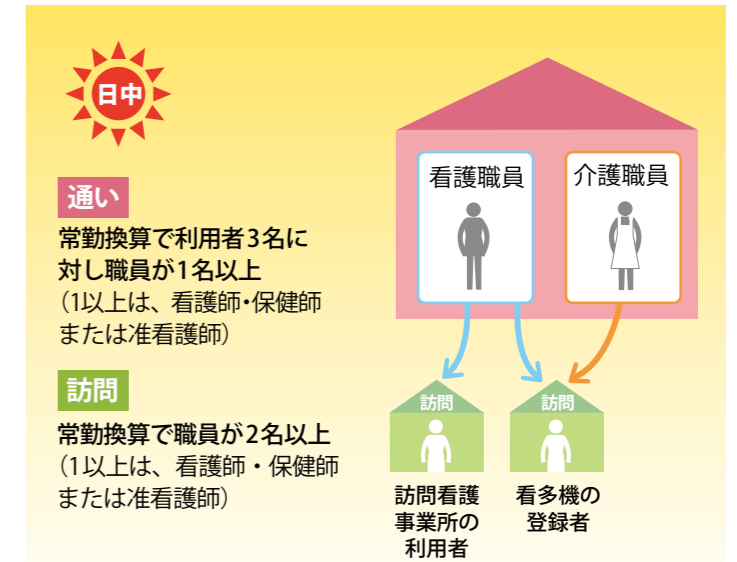 日中
通い
常勤換算で利用者3名に
対し職員が1名以上
（1以上は、看護師・保健師
または准看護師）
訪問
常勤換算で職員が2名以上
（1以上は、看護師・保健師
または准看護師）
看護職員
介護職員
訪問
訪問看護
事業所の
利用者
訪問
看多機の
登録者